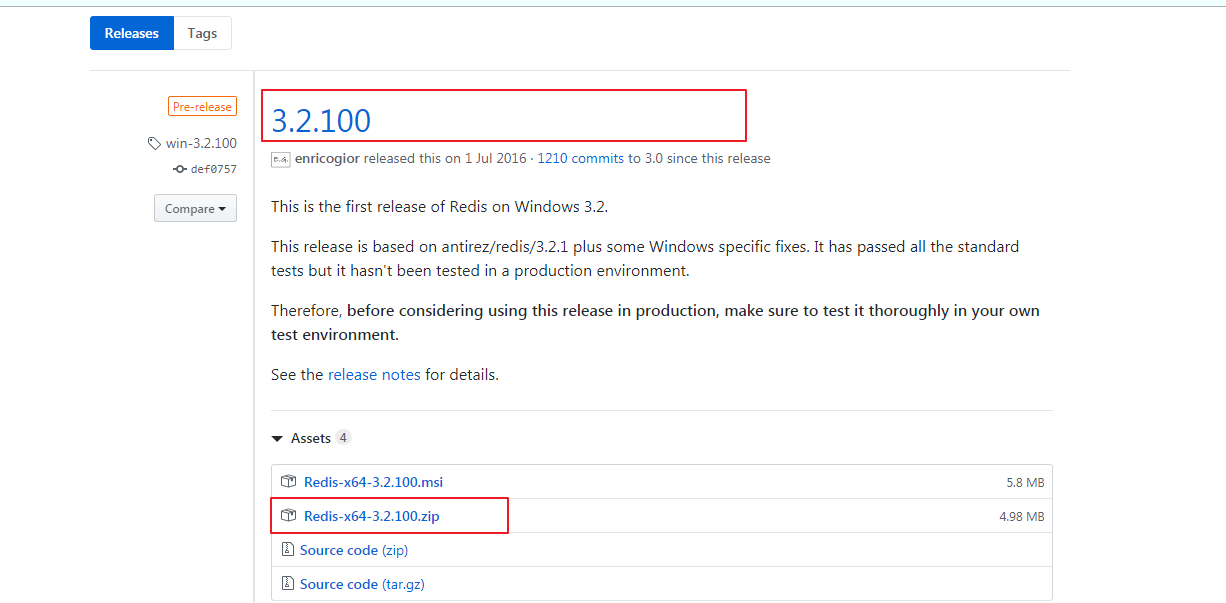 Releases
Tags
Pre-release
win-3.2.100
def0757
Compare
3.2.100
enricogior released this on 1 Jul 2016 · 1210 commits to 3.0 since this release
This is the first release of Redis on Windows 3.2.
This release is based on antirez/redis/3.2.1 plus some Windows specific fixes. It has passed all the standard
tests but it hasn't been tested in a production environment.
Therefore, before considering using this release in production, make sure to test it thoroughly in your own
test environment.
See the release notes for details.
Assets 4
Redis-x64-3.2.100.msi 5.8 MB
Redis-x64-3.2.100.zip 4.98 MB
Source code (zip)
Source code (tar.gz)